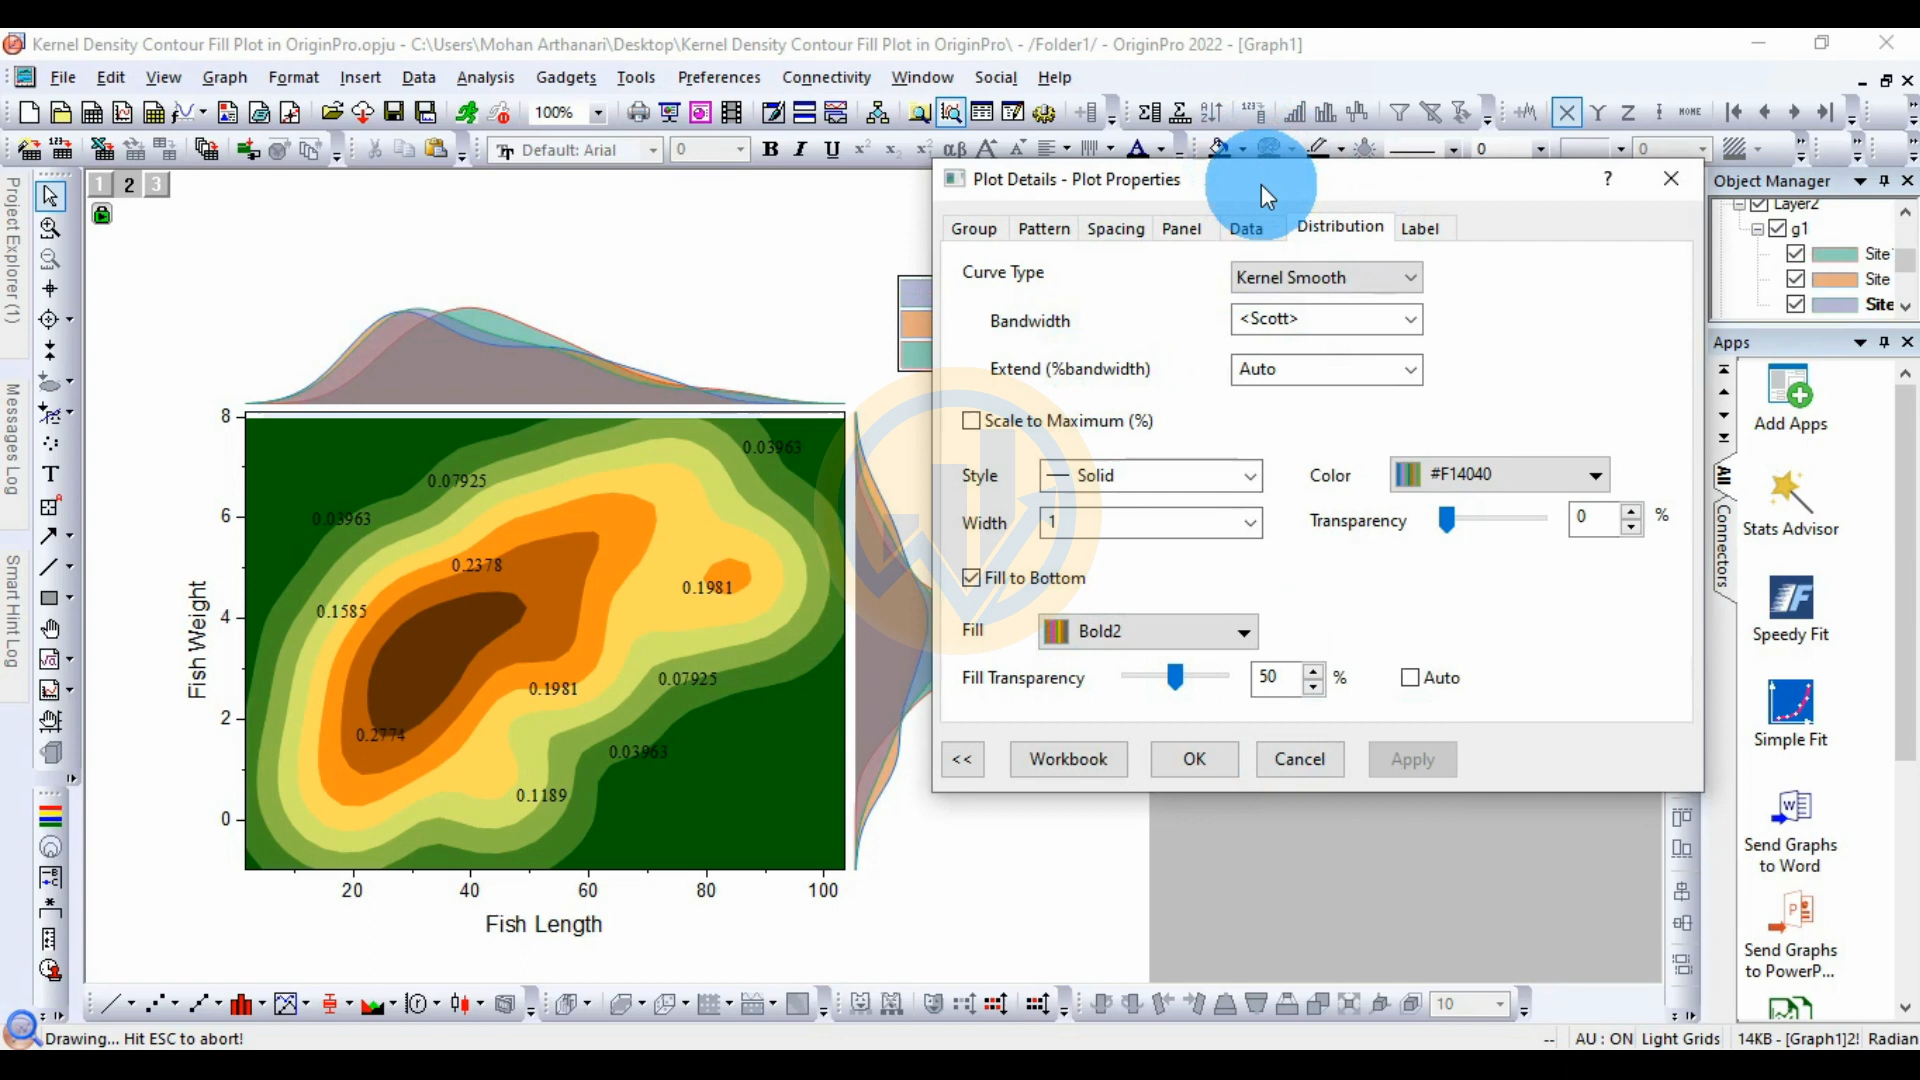 Kernel Density Contour Fill Plot in OriginPro.opju - C:\Users\Mohan Arthanari\Desktop\Kernel Density Contour Fill Plot in OriginPro\ - /Folder1/ - OriginPro 2022 - [Graph1]
File Edit View Graph Format Insert Data Analysis Gadgets Tools Preferences Connectivity Window Social Help
100%
X Y Z HOME
Default: Arial 0 B I U x² αβ A A 0 0
Project Explorer (1)
Messages Log
Smart Hint Log
1 2 3
Plot Details - Plot Properties ? 
Group Pattern Spacing Panel Data Distribution Label
Curve Type Kernel Smooth
Bandwidth <Scott>
Extend (%bandwidth) Auto
Scale to Maximum (%)
Style Solid Color #F14040
Width 1 Transparency 0 %
Fill to Bottom
Fill Bold2
Fill Transparency 50 % Auto
<< Workbook OK Cancel Apply
8
6
4
2
0
Fish Weight
0.03963
0.07925
0.03963
0.2378
0.1981
0.1585
0.07925
0.1981
0.2774
0.03963
0.1189
20 40 60 80 100
Fish Length
Object Manager
Layer2
g1
Site
Site
Site
Apps
All
Connectors
Add Apps
Stats Advisor
Speedy Fit
Simple Fit
Send Graphs
to Word
Send Graphs
to PowerP...
10
Drawing... Hit ESC to abort!
-- AU : ON Light Grids 14KB - [Graph1]2! Radian